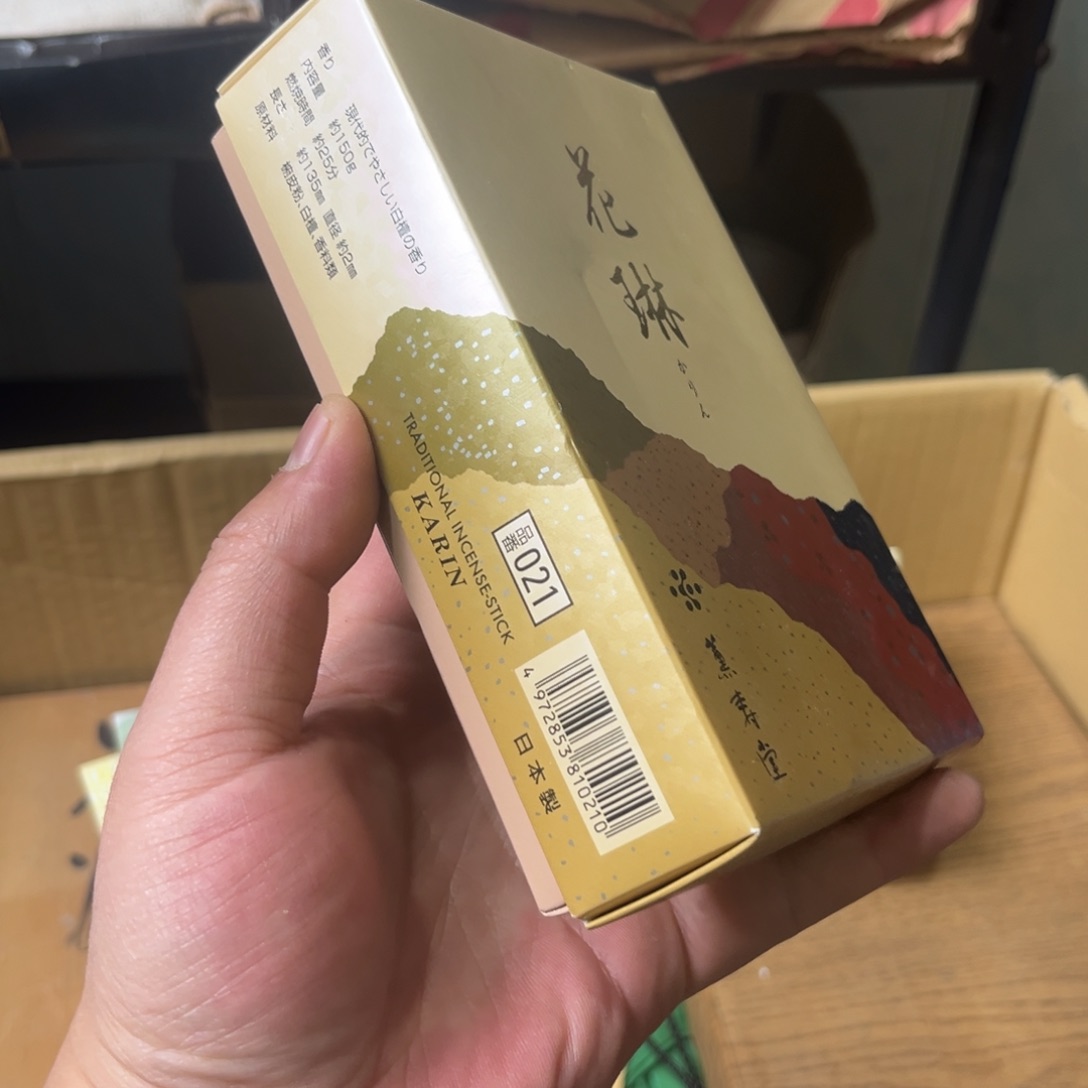 香り 現代的でやさしい白檀の香り
内容量 約150g
燃焼時間 約25分
長さ 約135mm 直径 約2mm
原材料 椨皮粉、白檀、香料類
花琳
かりん
TRADITIONAL INCENSE-STICK
KARIN
品番 021
4 972853 810210
日本製
堂